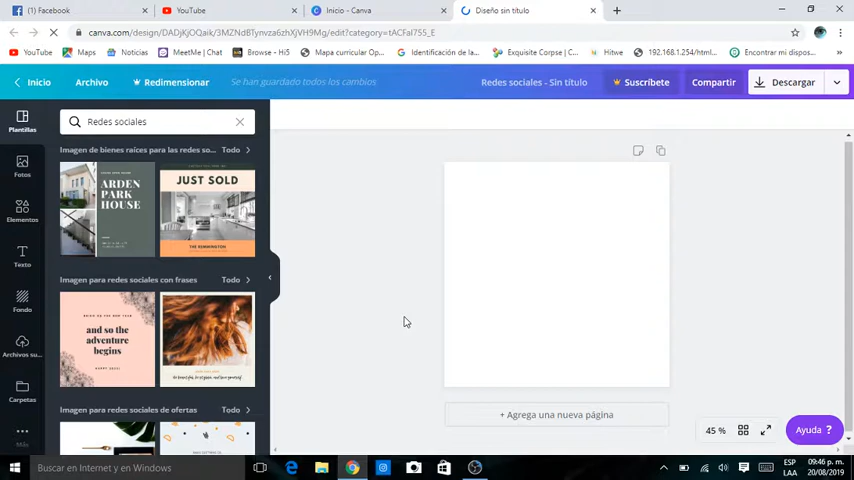 (1) Facebook
YouTube
Inicio - Canva
Diseño sin título
canva.com/design/DADjKjOQaik/3MZNdBTynvza6zhXjVH9Mg/edit?category=tACFaI755_E
YouTube
Maps
Noticias
MeetMe | Chat
Browse – Hi5
Mapa curricular Op...
Identificación de la...
Exquisite Corpse | C...
Hitwe
192.168.1.254/html...
Encontrar mi dispos...
Inicio
Archivo
Redimensionar
Se han guardado todos los cambios
Redes sociales - Sin título
Suscríbete
Compartir
Descargar
Plantillas
Fotos
Elementos
Texto
Fondo
Archivos su...
Carpetas
Más
Redes sociales
Imagen de bienes raíces para las redes so...
Todo
ARDEN
PARK
HOUSE
JUST SOLD
THE REMMINGTON
Imagen para redes sociales con frases
Todo
and so the
adventure
begins
Imagen para redes sociales de ofertas
Todo
+ Agrega una nueva página
45 %
Ayuda ?
Buscar en Internet y en Windows
ESP
LAA
09:46 p. m.
20/08/2019